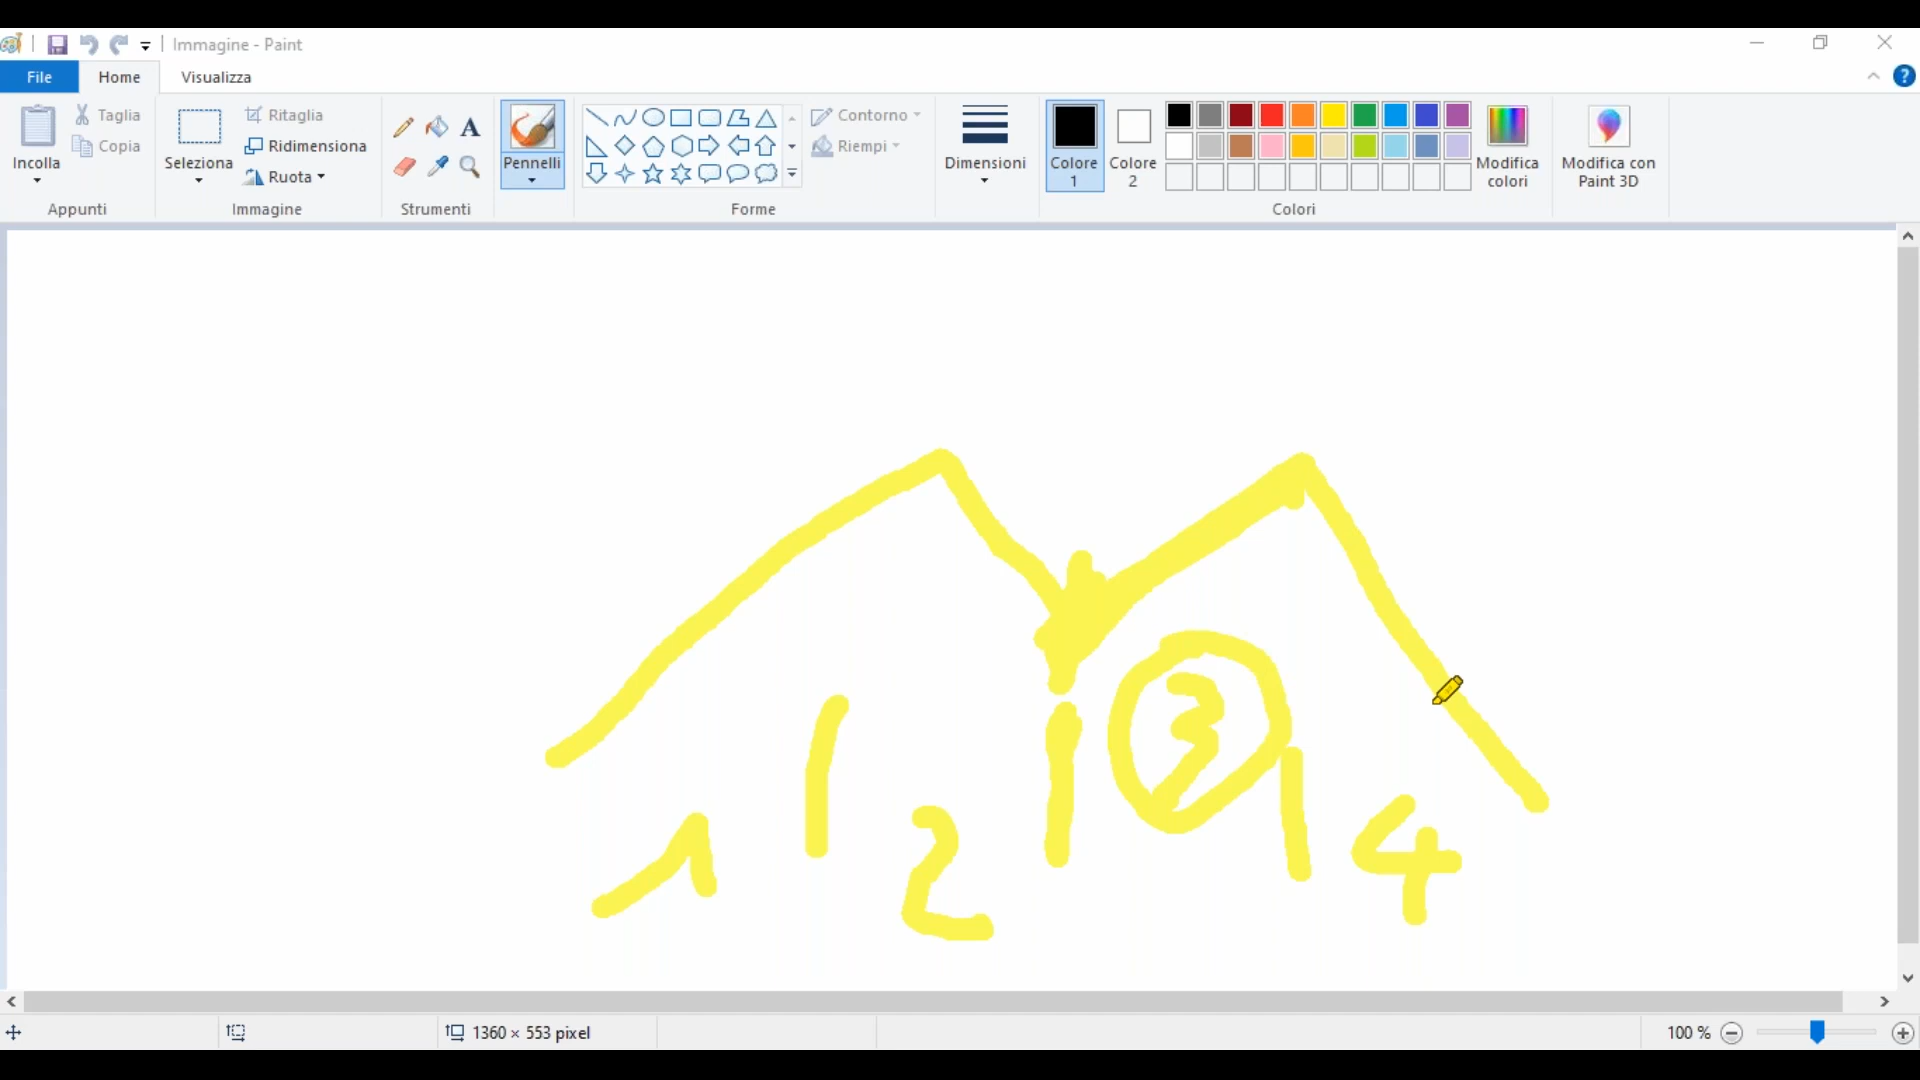 Immagine - Paint
File Home Visualizza
Incolla
Taglia
Copia
Appunti
Seleziona
Ritaglia
Ridimensiona
Ruota
Immagine
A
Strumenti
Pennelli
Contorno
Riempi
Forme
Dimensioni
Colore
1
Colore
2
Modifica
colori
Colori
Modifica con
Paint 3D
?
1 2 3 4
1360 × 553 pixel
100 %